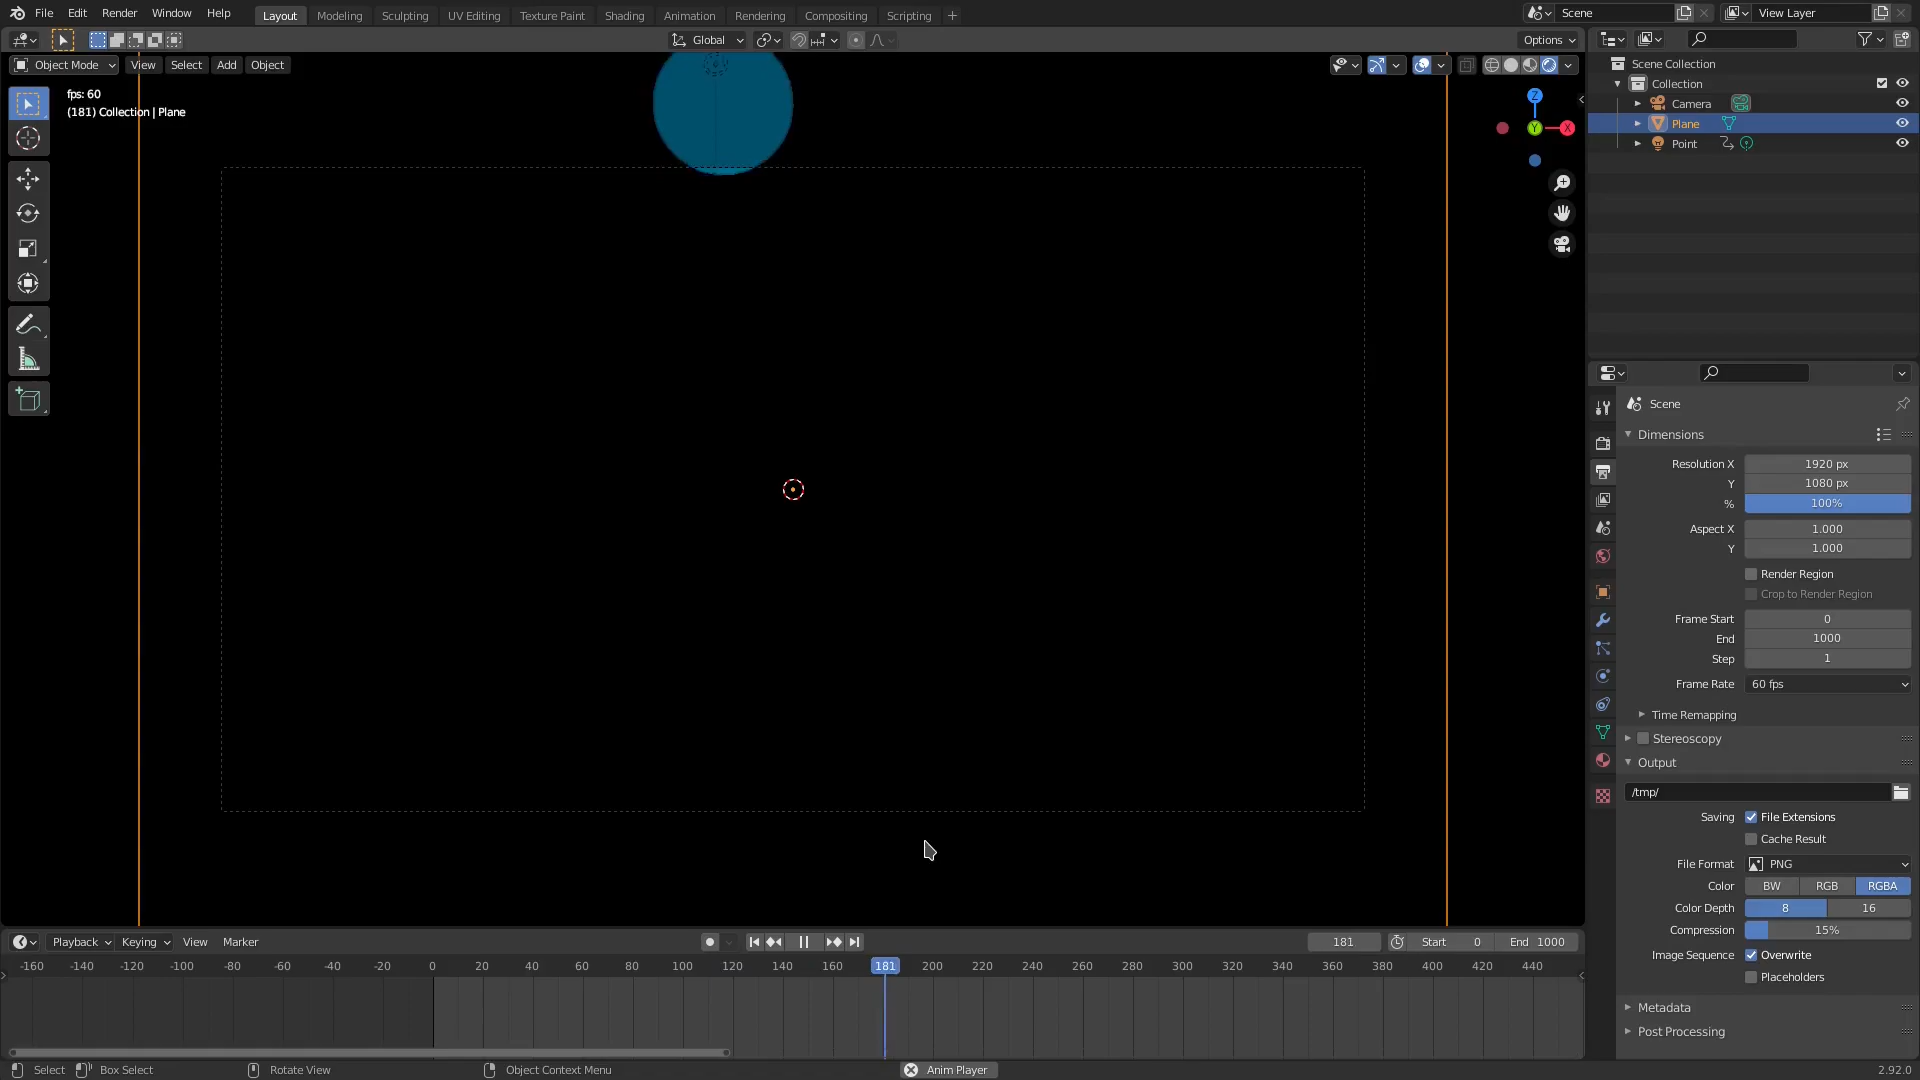 File Edit Render Window Help Layout Modeling Sculpting UV Editing Texture Paint Shading Animation Rendering Compositing Scripting + Scene View Layer
Global Options
Object Mode View Select Add Object
fps: 60
(181) Collection | Plane
Z
Y
X
Scene Collection
Collection
Camera
Plane
Point
Scene
Dimensions
Resolution X 1920 px
Y 1080 px
% 100%
Aspect X 1.000
Y 1.000
Render Region
Crop to Render Region
Frame Start 0
End 1000
Step 1
Frame Rate 60 fps
Time Remapping
Stereoscopy
Output
/tmp/
Saving File Extensions
Cache Result
File Format PNG
Color BW RGB RGBA
Color Depth 8 16
Compression 15%
Image Sequence Overwrite
Placeholders
Metadata
Post Processing
Playback Keying View Marker 181 Start 0 End 1000
-160 -140 -120 -100 -80 -60 -40 -20 0 20 40 60 80 100 120 140 160 181 200 220 240 260 280 300 320 340 360 380 400 420 440
Select Box Select Rotate View Object Context Menu Anim Player 2.92.0